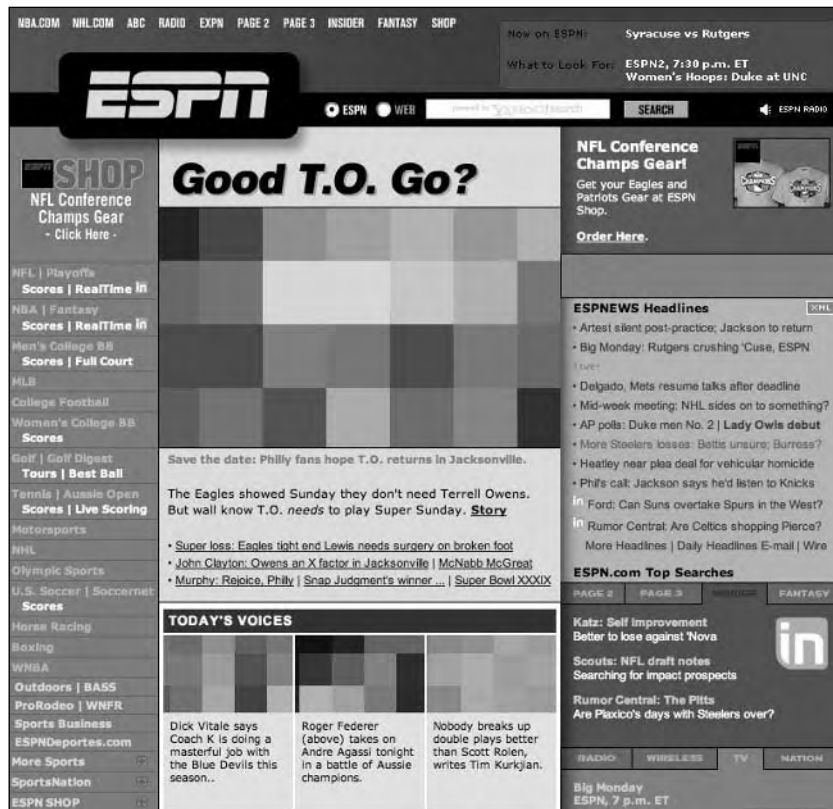 NBA.COM NHL.COM ABC RADIO EXPN PAGE 2 PAGE 3 INSIDER FANTASY SHOP
Now on ESPN: Syracuse vs Rutgers
What to Look For: ESPN2, 7:30 p.m. ET
Women's Hoops: Duke at UNC
ESPN
ESPN WEB
SEARCH
ESPN RADIO
ESPN SHOP
NFL Conference
Champs Gear
- Click Here -
NFL | Playoffs
Scores | RealTime in
NBA | Fantasy
Scores | RealTime in
Men's College BB
Scores | Full Court
MLB
College Football
Women's College BB
Scores
Golf | Golf Digest
Tours | Best Ball
Tennis | Aussie Open
Scores | Live Scoring
Motorsports
NHL
Olympic Sports
U.S. Soccer | Soccernet
Scores
Horse Racing
Boxing
WNBA
Outdoors | BASS
ProRodeo | WNFR
Sports Business
ESPNDeportes.com
More Sports
SportsNation
ESPN SHOP
Good T.O. Go?
Save the date: Philly fans hope T.O. returns in Jacksonville.
The Eagles showed Sunday they don't need Terrell Owens.
But wall know T.O. needs to play Super Sunday. Story
• Super loss: Eagles tight end Lewis needs surgery on broken foot
• John Clayton: Owens an X factor in Jacksonville | McNabb McGreat
• Murphy: Rejoice, Philly | Snap Judgment's winner ... | Super Bowl XXXIX
TODAY'S VOICES
Dick Vitale says
Coach K is doing a
masterful job with
the Blue Devils this
season..
Roger Federer
(above) takes on
Andre Agassi tonight
in a battle of Aussie
champions.
Nobody breaks up
double plays better
than Scott Rolen,
writes Tim Kurkjian.
NFL Conference
Champs Gear!
Get your Eagles and
Patriots Gear at ESPN
Shop.
Order Here.
ESPNEWS Headlines
XML
• Artest silent post-practice; Jackson to return
• Big Monday: Rutgers crushing 'Cuse, ESPN
• Delgado, Mets resume talks after deadline
• Mid-week meeting: NHL sides on to something?
• AP polls: Duke men No. 2 | Lady Owls debut
• More Steelers losses: Bettis unsure; Burress?
• Heatley near plea deal for vehicular homicide
• Phil's call: Jackson says he'd listen to Knicks
in Ford: Can Suns overtake Spurs in the West?
in Rumor Central: Are Celtics shopping Pierce?
More Headlines | Daily Headlines E-mail | Wire
ESPN.com Top Searches
PAGE 2 PAGE 3 INSIDER FANTASY
Katz: Self Improvement
Better to lose against 'Nova
Scouts: NFL draft notes
Searching for impact prospects
Rumor Central: The Pitts
Are Plaxico's days with Steelers over?
in
RADIO WIRELESS TV NATION
Big Monday
ESPN, 7 p.m. ET